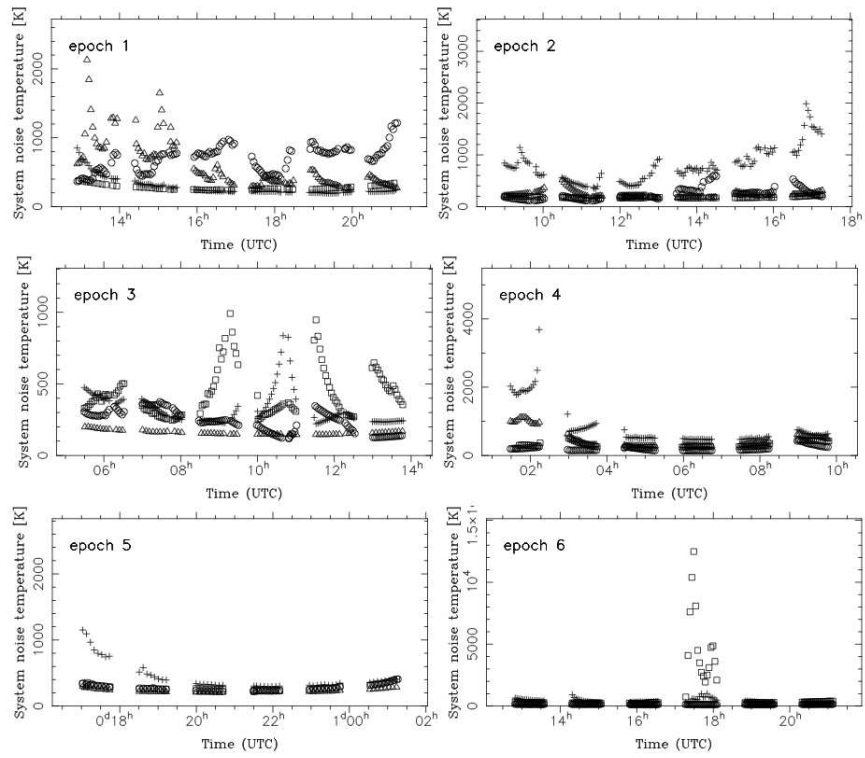 System noise temperature [K]
epoch 1
2000
1000
0
14ʰ
16ʰ
18ʰ
20ʰ
Time (UTC)
System noise temperature [K]
epoch 2
3000
2000
1000
0
10ʰ
12ʰ
14ʰ
16ʰ
18ʰ
Time (UTC)
System noise temperature [K]
epoch 3
1000
500
0
06ʰ
08ʰ
10ʰ
12ʰ
14ʰ
Time (UTC)
System noise temperature [K]
epoch 4
4000
2000
0
02ʰ
04ʰ
06ʰ
08ʰ
10ʰ
Time (UTC)
System noise temperature [K]
epoch 5
2000
1000
0
0ᵈ18ʰ
20ʰ
22ʰ
1ᵈ00ʰ
02ʰ
Time (UTC)
System noise temperature [K]
epoch 6
10⁴
5000
0
14ʰ
16ʰ
18ʰ
20ʰ
Time (UTC)